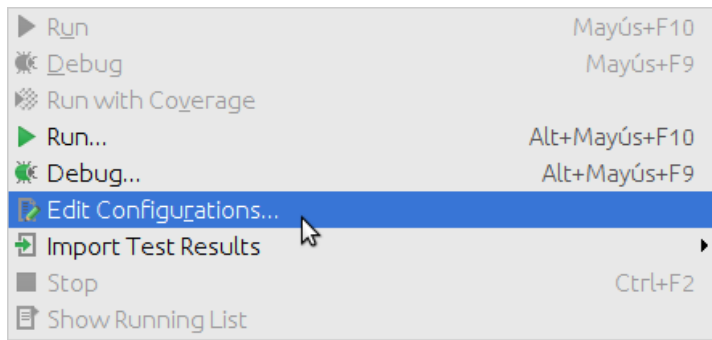 Run Mayús+F10
Debug Mayús+F9
Run with Coverage
Run... Alt+Mayús+F10
Debug... Alt+Mayús+F9
Edit Configurations...
Import Test Results
Stop Ctrl+F2
Show Running List